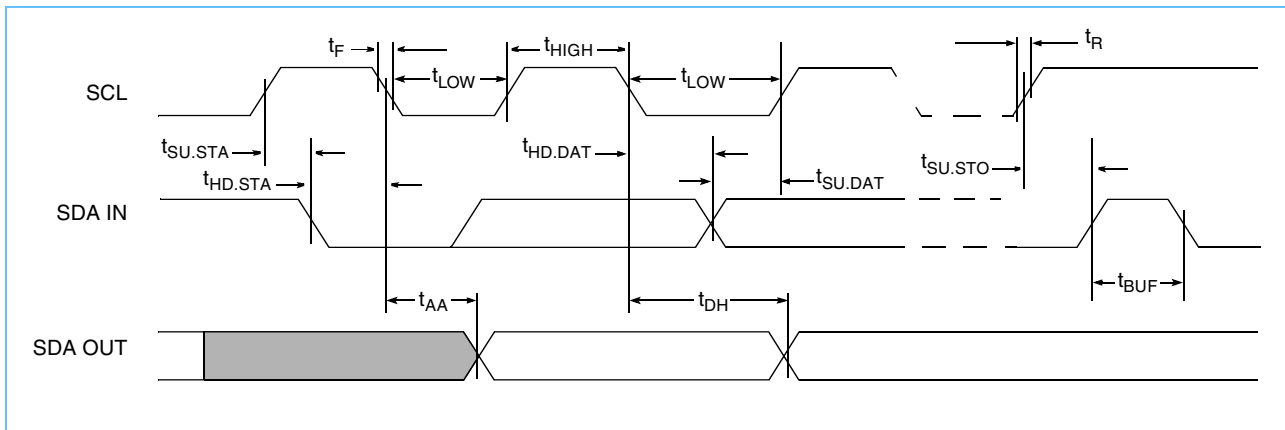 tF
tHIGH
tR
tLOW
tLOW
SCL
tSU.STA
tHD.DAT
tSU.STO
tHD.STA
tSU.DAT
SDA IN
tBUF
tAA
tDH
SDA OUT